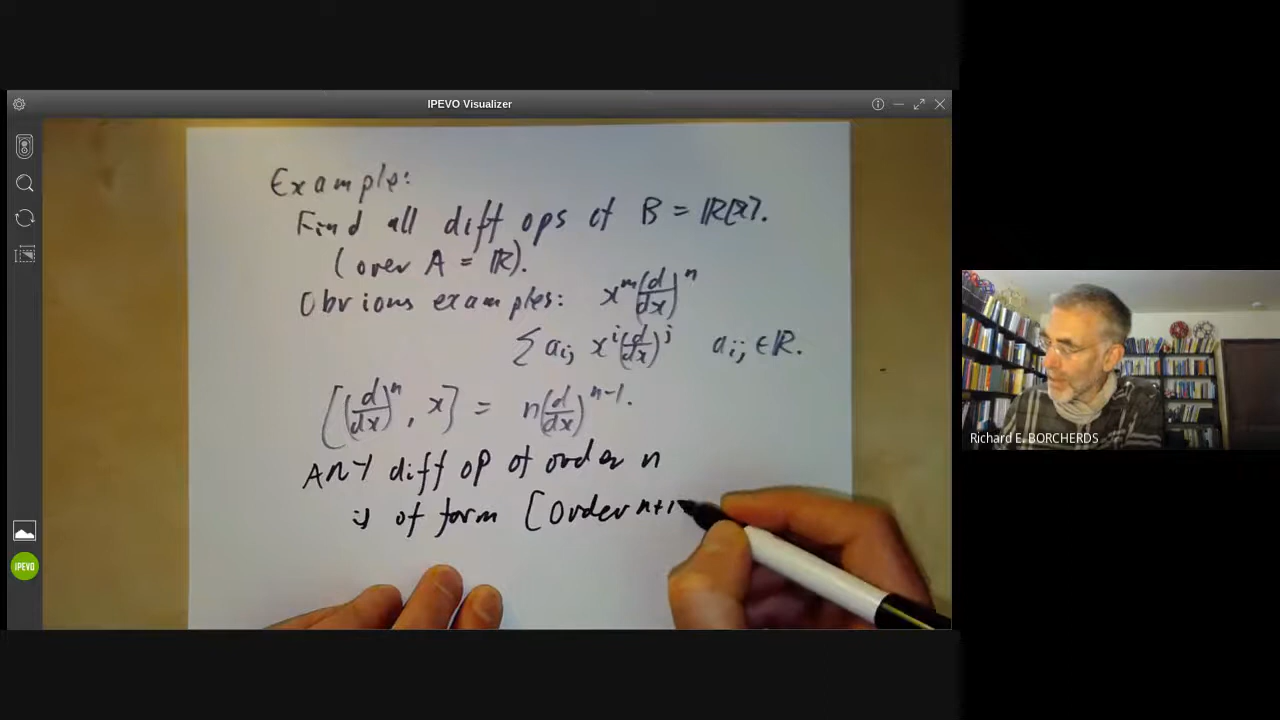 IPEVO Visualizer
Example:
Find all diff ops of B = ℝ[x].
(over A = ℝ).
Obvious examples: x^m (d/dx)^n
∑ a_ij x^i (d/dx)^j a_ij ∈ ℝ.
[(d/dx)^n, x] = n(d/dx)^{n-1}.
ANY diff op of order n
is of form [order n+1
Richard E. BORCHERDS
IPEVO